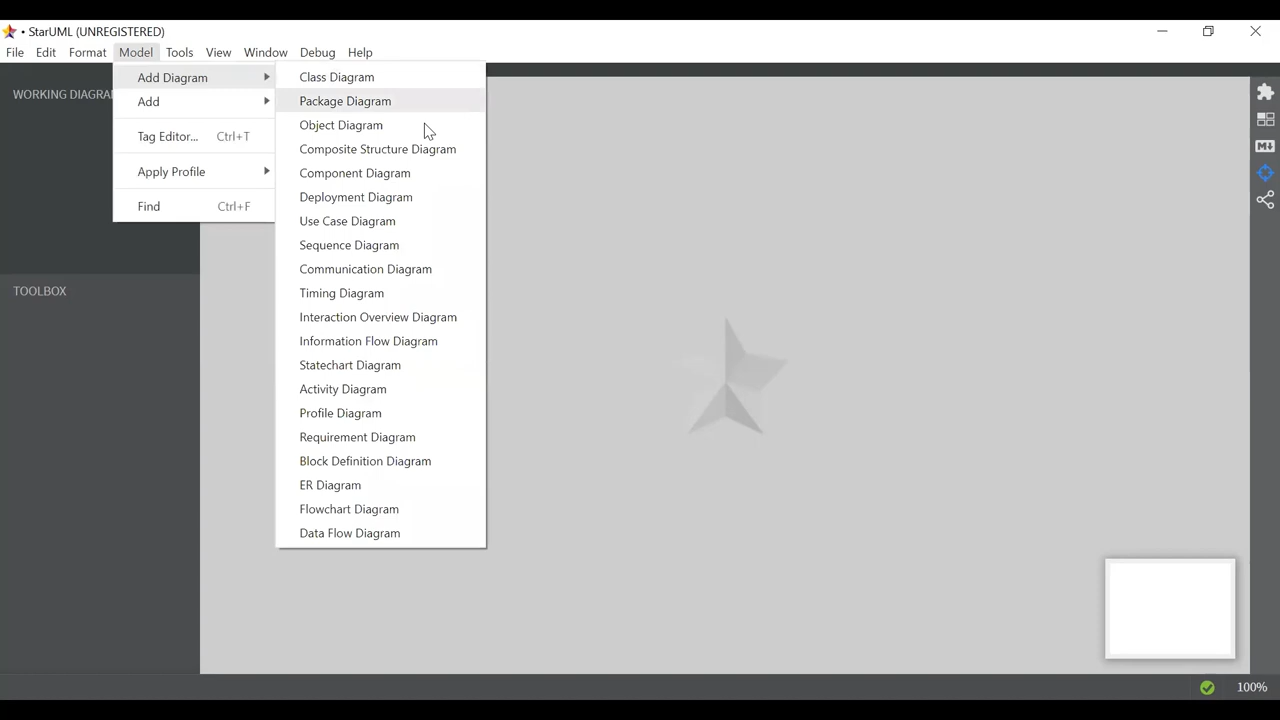 • StarUML (UNREGISTERED)
File Edit Format Model Tools View Window Debug Help
Add Diagram
Add
Tag Editor... Ctrl+T
Apply Profile
Find Ctrl+F
Class Diagram
Package Diagram
Object Diagram
Composite Structure Diagram
Component Diagram
Deployment Diagram
Use Case Diagram
Sequence Diagram
Communication Diagram
Timing Diagram
Interaction Overview Diagram
Information Flow Diagram
Statechart Diagram
Activity Diagram
Profile Diagram
Requirement Diagram
Block Definition Diagram
ER Diagram
Flowchart Diagram
Data Flow Diagram
WORKING DIAGRA
TOOLBOX
M
100%